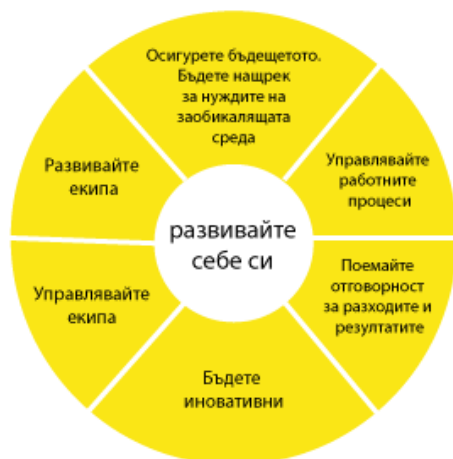 Осигурете бъдещетото.
Бъдете нащрек
за нуждите на
заобикалящата
среда
Управлявайте
работните
процеси
Поемайте
отговорност
за разходите и
резултатите
Бъдете
иновативни
Управлявайте
екипа
Развивайте
екипа
развивайте
себе си